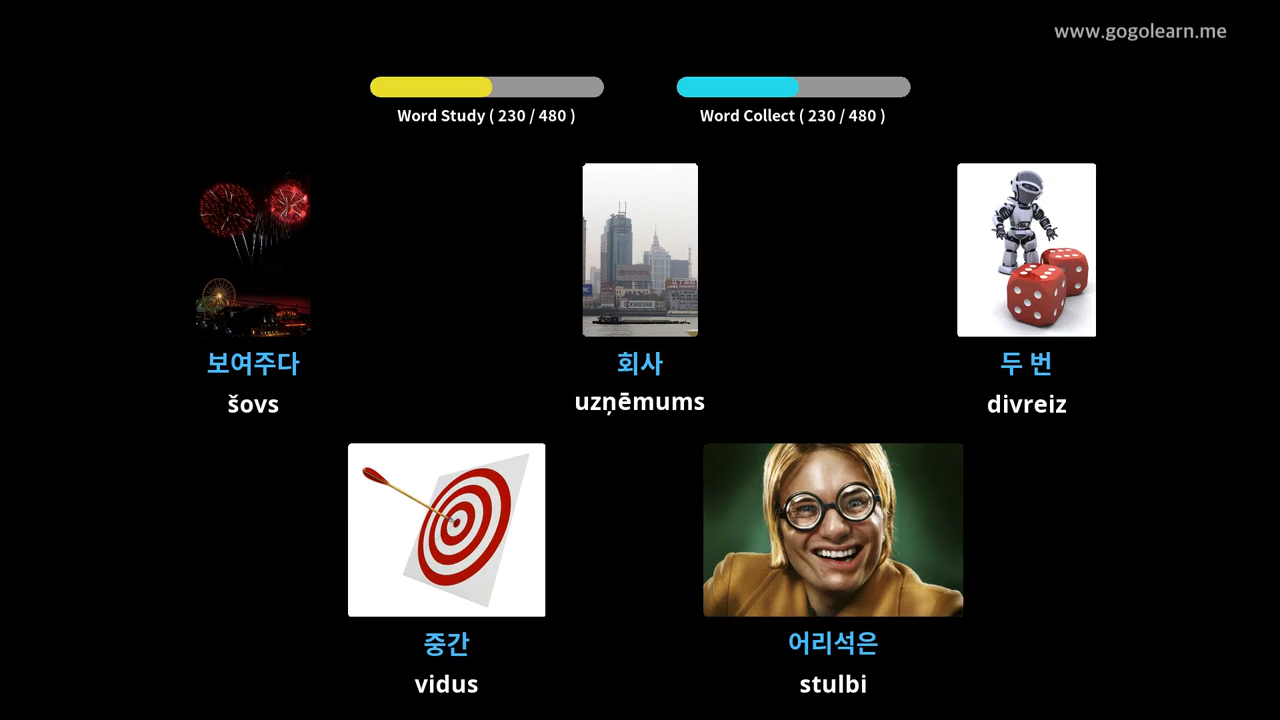 www.gogolearn.me
Word Study ( 230 / 480 )
Word Collect ( 230 / 480 )
보여주다
šovs
회사
uzņēmums
두 번
divreiz
중간
vidus
어리석은
stulbi